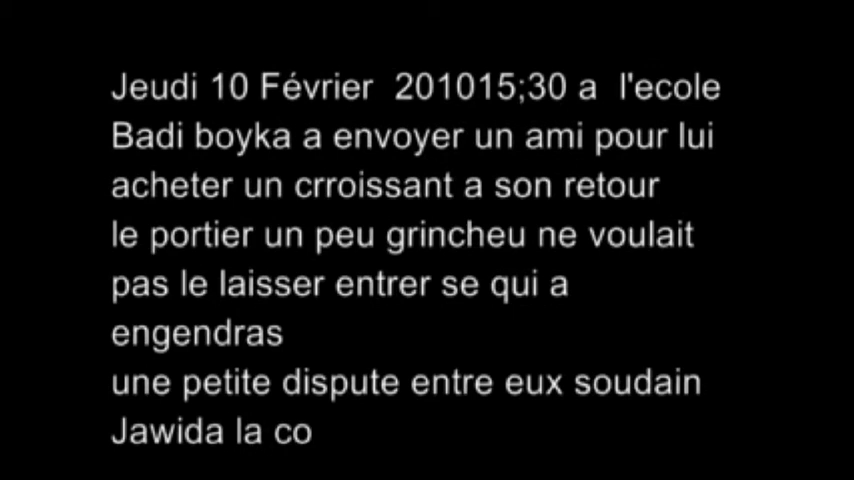 Jeudi 10 Février  201015;30 a  l'ecole
Badi boyka a envoyer un ami pour lui
acheter un crroissant a son retour
le portier un peu grincheu ne voulait
pas le laisser entrer se qui a
engendras
une petite dispute entre eux soudain
Jawida la co